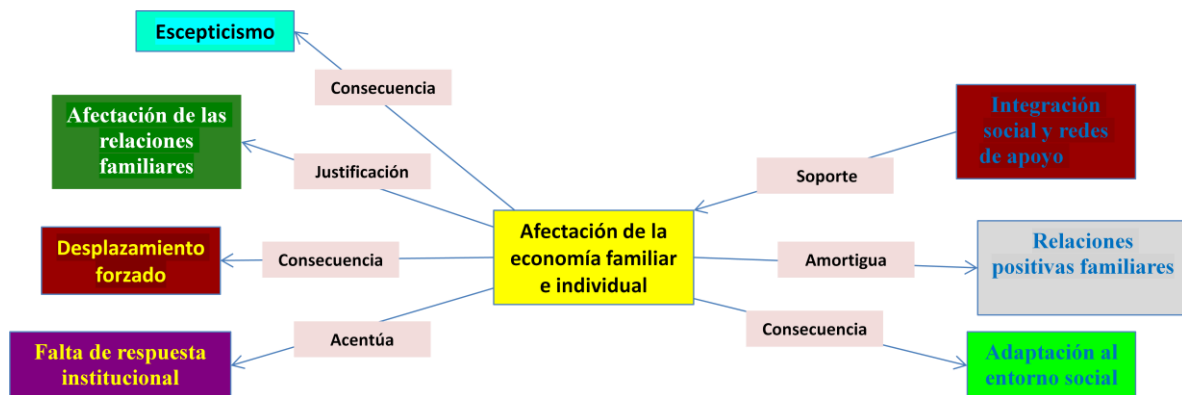 Escepticismo
Consecuencia
Afectación de las
relaciones
familiares
Justificación
Integración
social y redes
de apoyo
Soporte
Afectación de la
economía familiar
e individual
Desplazamiento
forzado
Consecuencia
Amortigua
Relaciones
positivas familiares
Falta de respuesta
institucional
Acentúa
Consecuencia
Adaptación al
entorno social